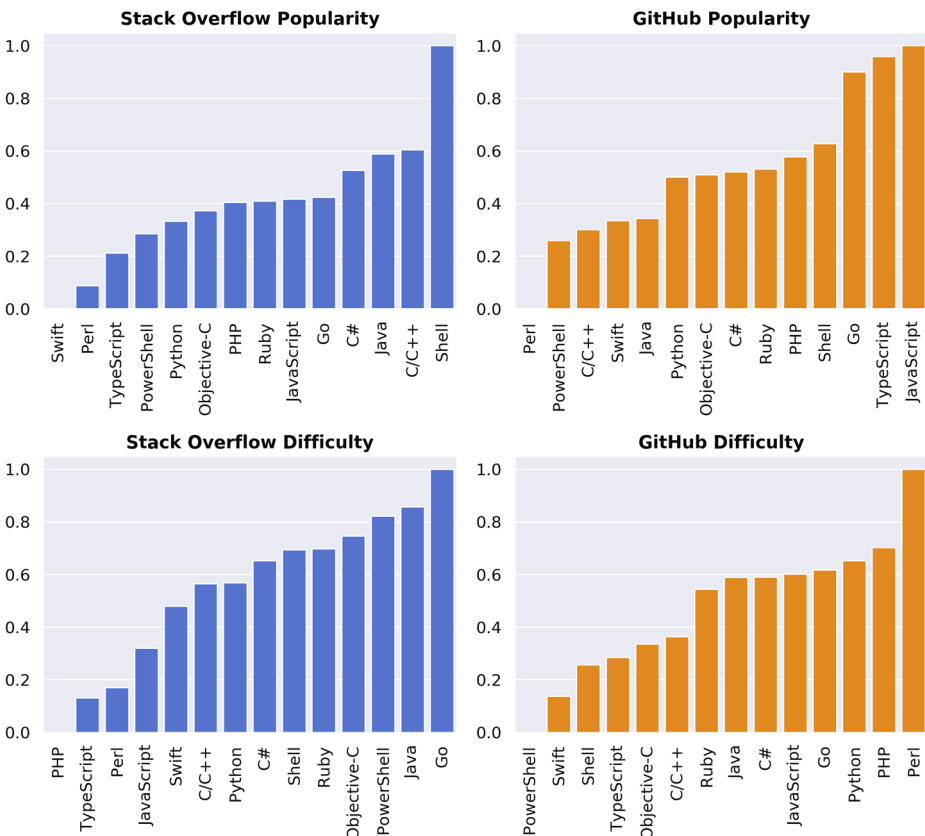 Stack Overflow Popularity
1.0
0.8
0.6
0.4
0.2
0.0
Swift
Perl
TypeScript
PowerShell
Python
Objective-C
PHP
Ruby
JavaScript
Go
C#
Java
C/C++
Shell
GitHub Popularity
1.0
0.8
0.6
0.4
0.2
0.0
Perl
PowerShell
C/C++
Swift
Java
Python
Objective-C
C#
Ruby
PHP
Shell
Go
TypeScript
JavaScript
Stack Overflow Difficulty
1.0
0.8
0.6
0.4
0.2
0.0
PHP
TypeScript
Perl
JavaScript
Swift
C/C++
Python
C#
Shell
Ruby
Objective-C
PowerShell
Java
Go
GitHub Difficulty
1.0
0.8
0.6
0.4
0.2
0.0
PowerShell
Swift
Shell
TypeScript
Objective-C
C/C++
Ruby
Java
C#
JavaScript
Go
Python
PHP
Perl